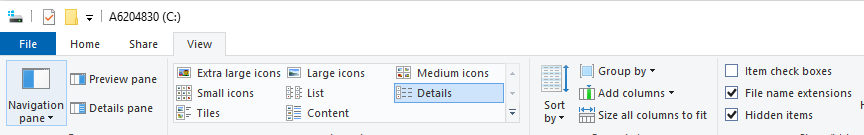 A6204830 (C:)
File Home Share View
Navigation pane
Preview pane
Details pane
Extra large icons Large icons Medium icons
Small icons List Details
Tiles Content
Sort by
Group by
Add columns
Size all columns to fit
Item check boxes
File name extensions
Hidden items